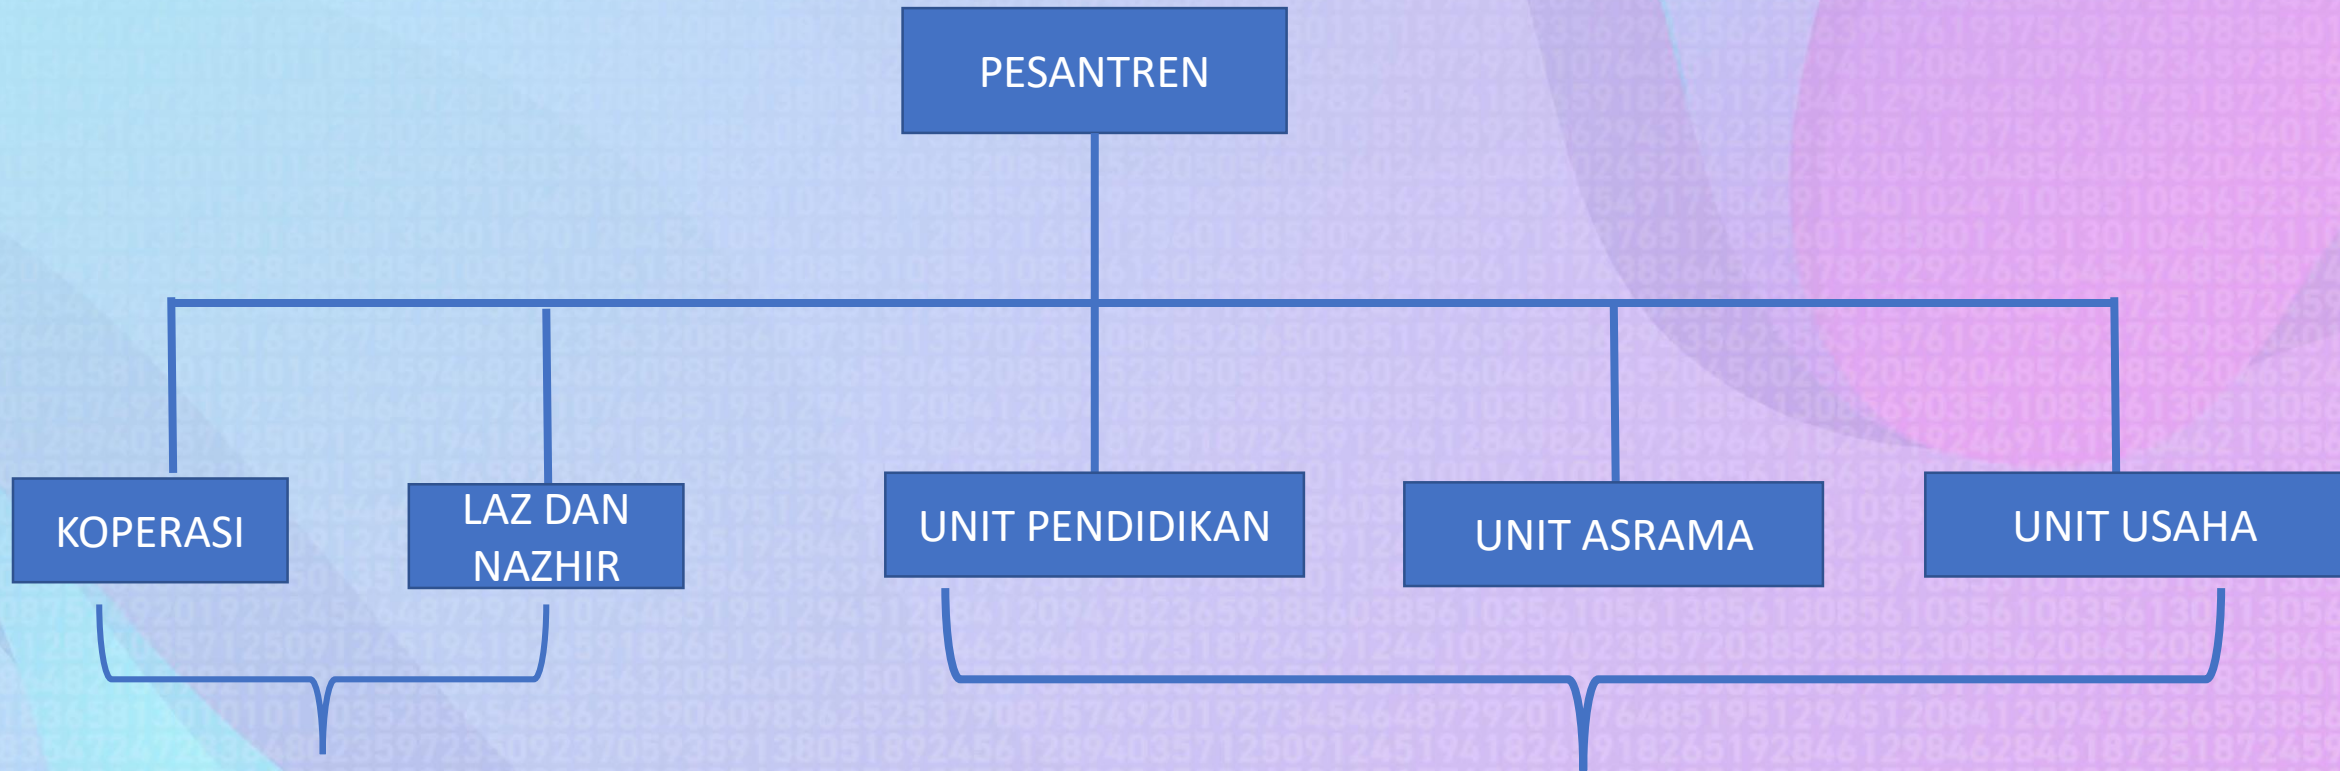 PESANTREN
KOPERASI
LAZ DAN
NAZHIR
UNIT PENDIDIKAN
UNIT ASRAMA
UNIT USAHA